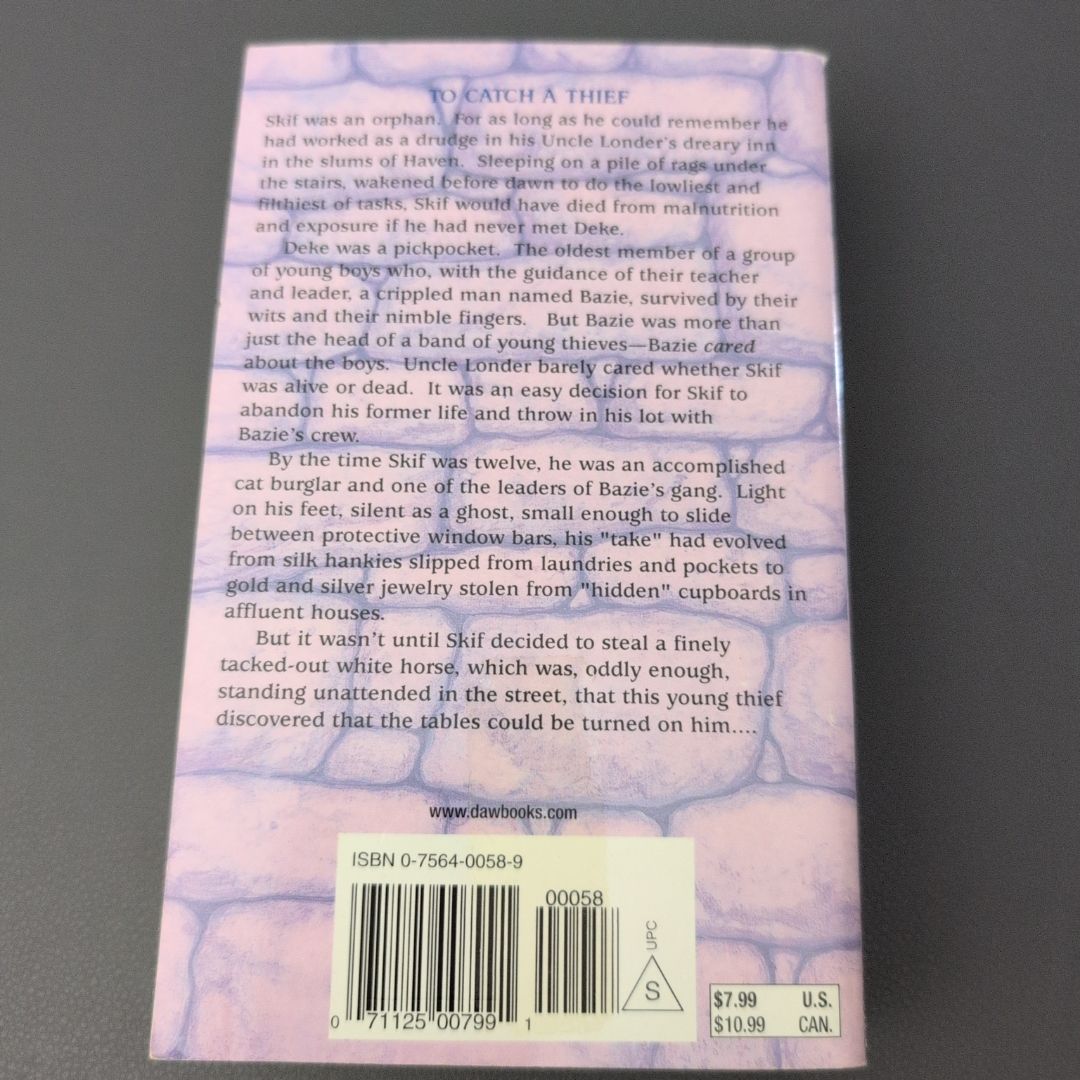 TO CATCH A THIEF
Skif was an orphan. For as long as he could remember he
had worked as a drudge in his Uncle Londer's dreary inn
in the slums of Haven. Sleeping on a pile of rags under
the stairs, wakened before dawn to do the lowliest and
filthiest of tasks, Skif would have died from malnutrition
and exposure if he had never met Deke.
Deke was a pickpocket. The oldest member of a group
of young boys who, with the guidance of their teacher
and leader, a crippled man named Bazie, survived by their
wits and their nimble fingers. But Bazie was more than
just the head of a band of young thieves—Bazie cared
about the boys. Uncle Londer barely cared whether Skif
was alive or dead. It was an easy decision for Skif to
abandon his former life and throw in his lot with
Bazie's crew.
By the time Skif was twelve, he was an accomplished
cat burglar and one of the leaders of Bazie's gang. Light
on his feet, silent as a ghost, small enough to slide
between protective window bars, his "take" had evolved
from silk hankies slipped from laundries and pockets to
gold and silver jewelry stolen from "hidden" cupboards in
affluent houses.
But it wasn't until Skif decided to steal a finely
tacked-out white horse, which was, oddly enough,
standing unattended in the street, that this young thief
discovered that the tables could be turned on him....
www.dawbooks.com
ISBN 0-7564-0058-9
00058
UPC
S
0 71125 00799 1
$7.99 U.S.
$10.99 CAN.